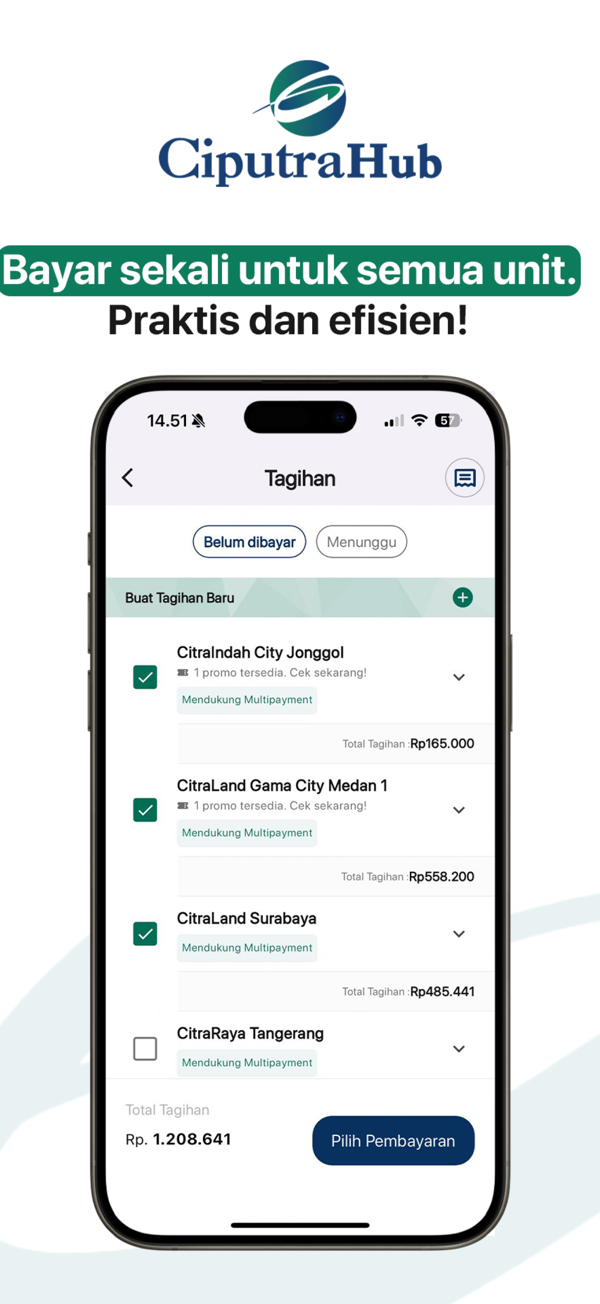 CiputraHub
Bayar sekali untuk semua unit.
Praktis dan efisien!
14.51
57
Tagihan
Belum dibayar
Menunggu
Buat Tagihan Baru
CitraIndah City Jonggol
1 promo tersedia. Cek sekarang!
Mendukung Multipayment
Total Tagihan :Rp165.000
CitraLand Gama City Medan 1
1 promo tersedia. Cek sekarang!
Mendukung Multipayment
Total Tagihan :Rp558.200
CitraLand Surabaya
Mendukung Multipayment
Total Tagihan :Rp485.441
CitraRaya Tangerang
Mendukung Multipayment
Total Tagihan
Rp. 1.208.641
Pilih Pembayaran